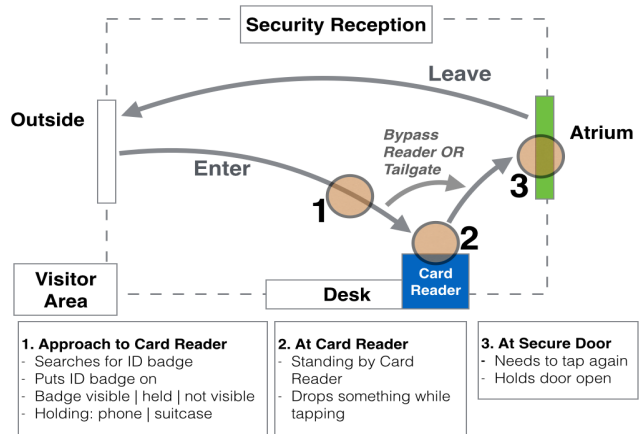 Security Reception
Leave
Outside
Atrium
Bypass
Reader OR
Tailgate
Enter
1
2
3
Visitor
Area
Desk
Card
Reader
1. Approach to Card Reader
- Searches for ID badge
- Puts ID badge on
- Badge visible | held | not visible
- Holding: phone | suitcase
2. At Card Reader
- Standing by Card
Reader
- Drops something while
tapping
3. At Secure Door
- Needs to tap again
- Holds door open